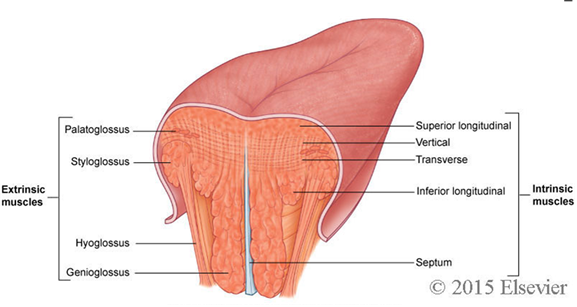 Extrinsic
muscles
Palatoglossus
Styloglossus
Hyoglossus
Genioglossus
Superior longitudinal
Vertical
Transverse
Inferior longitudinal
Septum
Intrinsic
muscles
© 2015 Elsevier